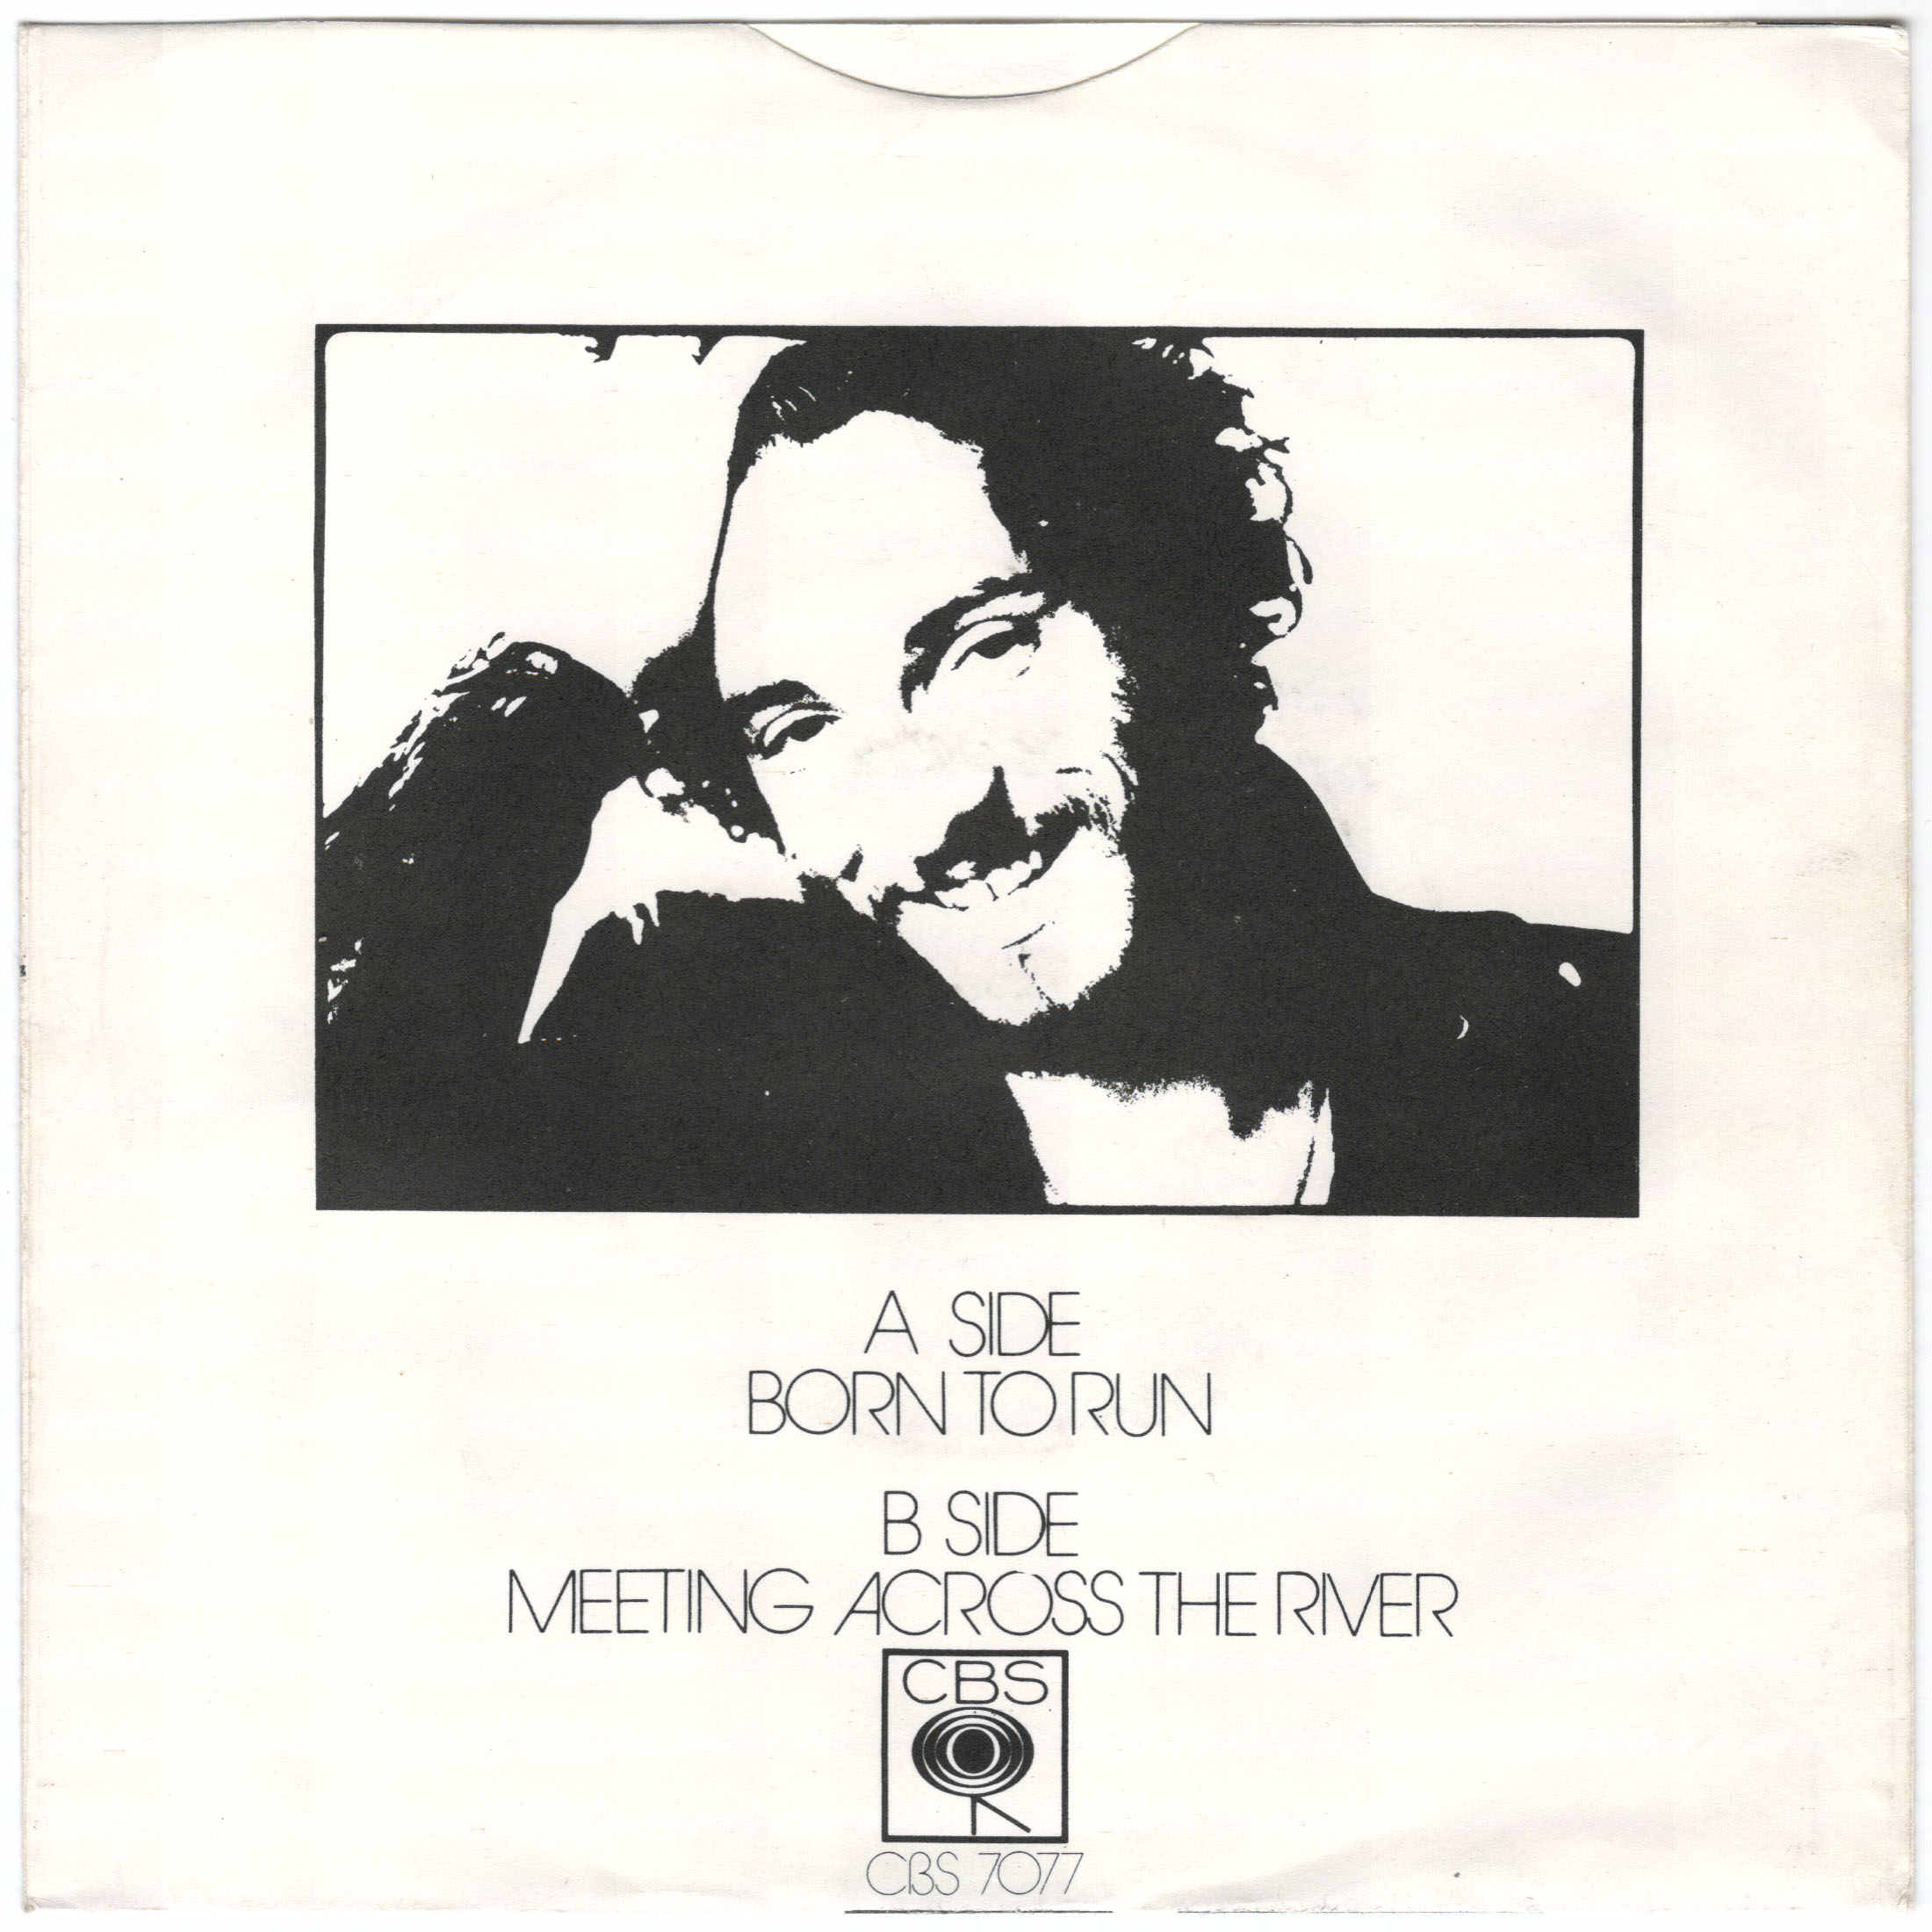 A SIDE
BORN TO RUN
B SIDE
MEETING ACROSS THE RIVER
CBS
CBS 7077